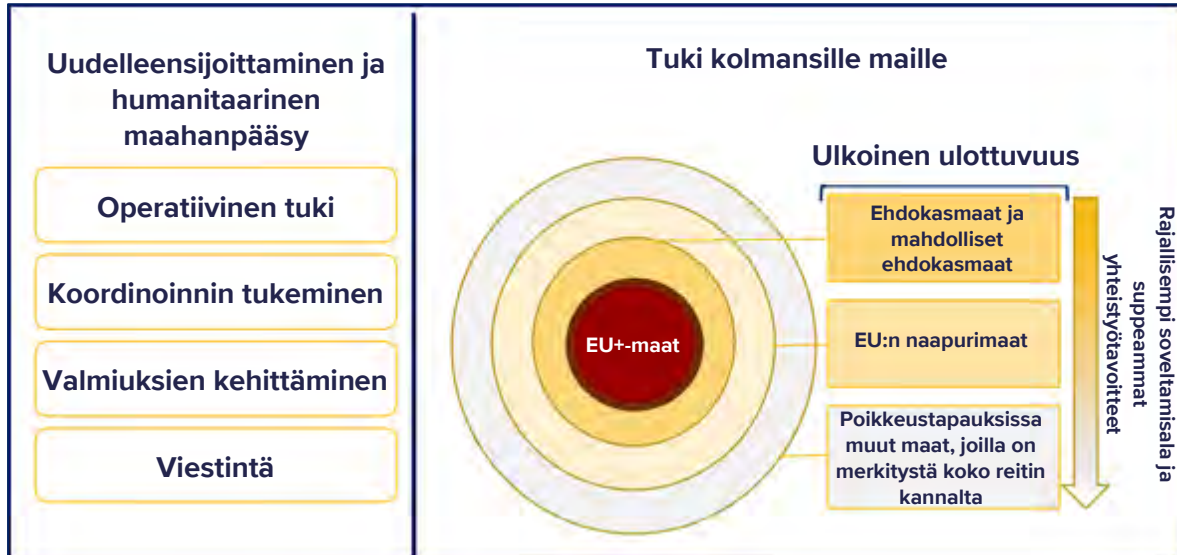 Uudelleensijoittaminen ja
humanitaarinen
maahanpääsy
Operatiivinen tuki
Koordinoinnin tukeminen
Valmiuksien kehittäminen
Viestintä
Tuki kolmansille maille
Ulkoinen ulottuvuus
EU+-maat
Ehdokasmaat ja
mahdolliset
ehdokasmaat
EU:n naapurimaat
Poikkeustapauksissa
muut maat, joilla on
merkitystä koko reitin
kannalta
Rajallisempi soveltamisala ja
suppeammat
yhteistyötavoitteet